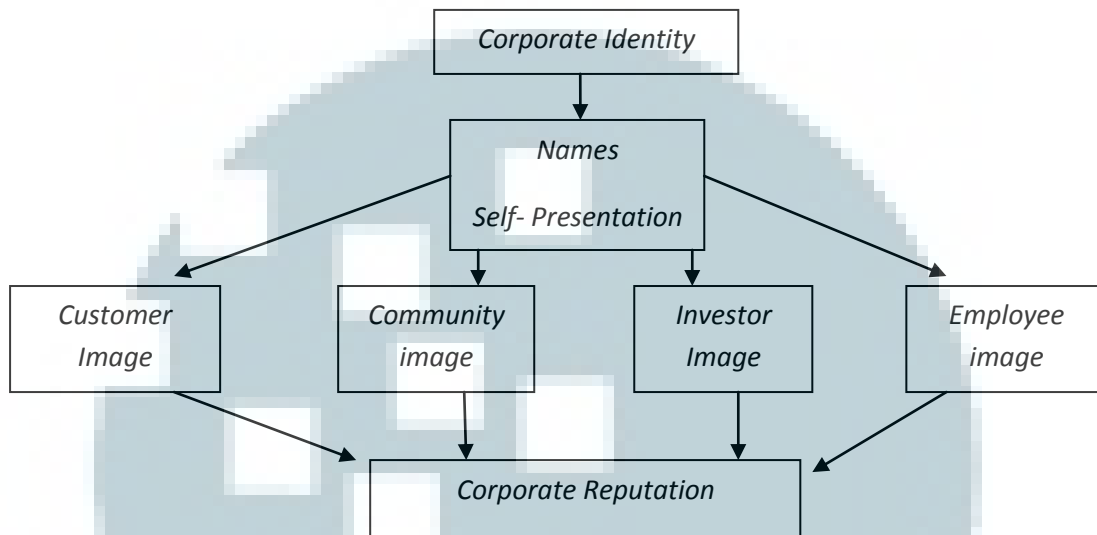 Corporate Identity
Names
Self- Presentation
Customer
Image
Community
image
Investor
Image
Employee
image
Corporate Reputation